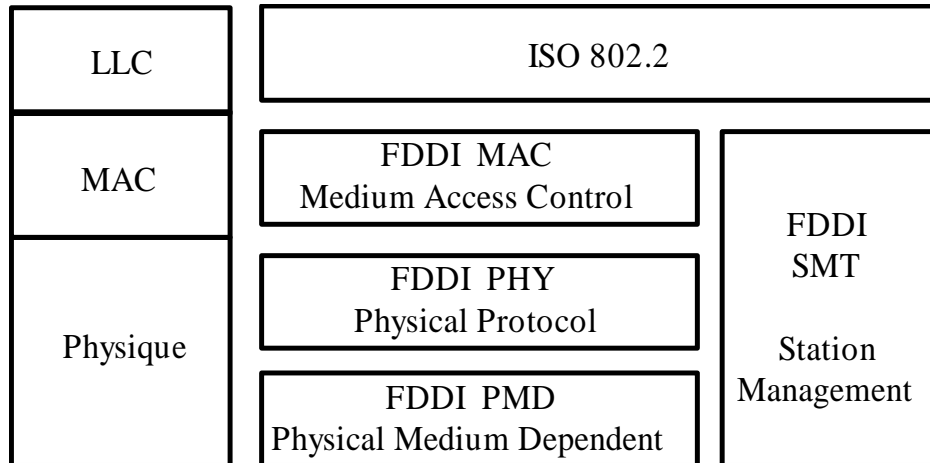 LLC
ISO 802.2
MAC
FDDI MAC
Medium Access Control
FDDI
SMT
Station
Management
Physique
FDDI PHY
Physical Protocol
FDDI PMD
Physical Medium Dependent